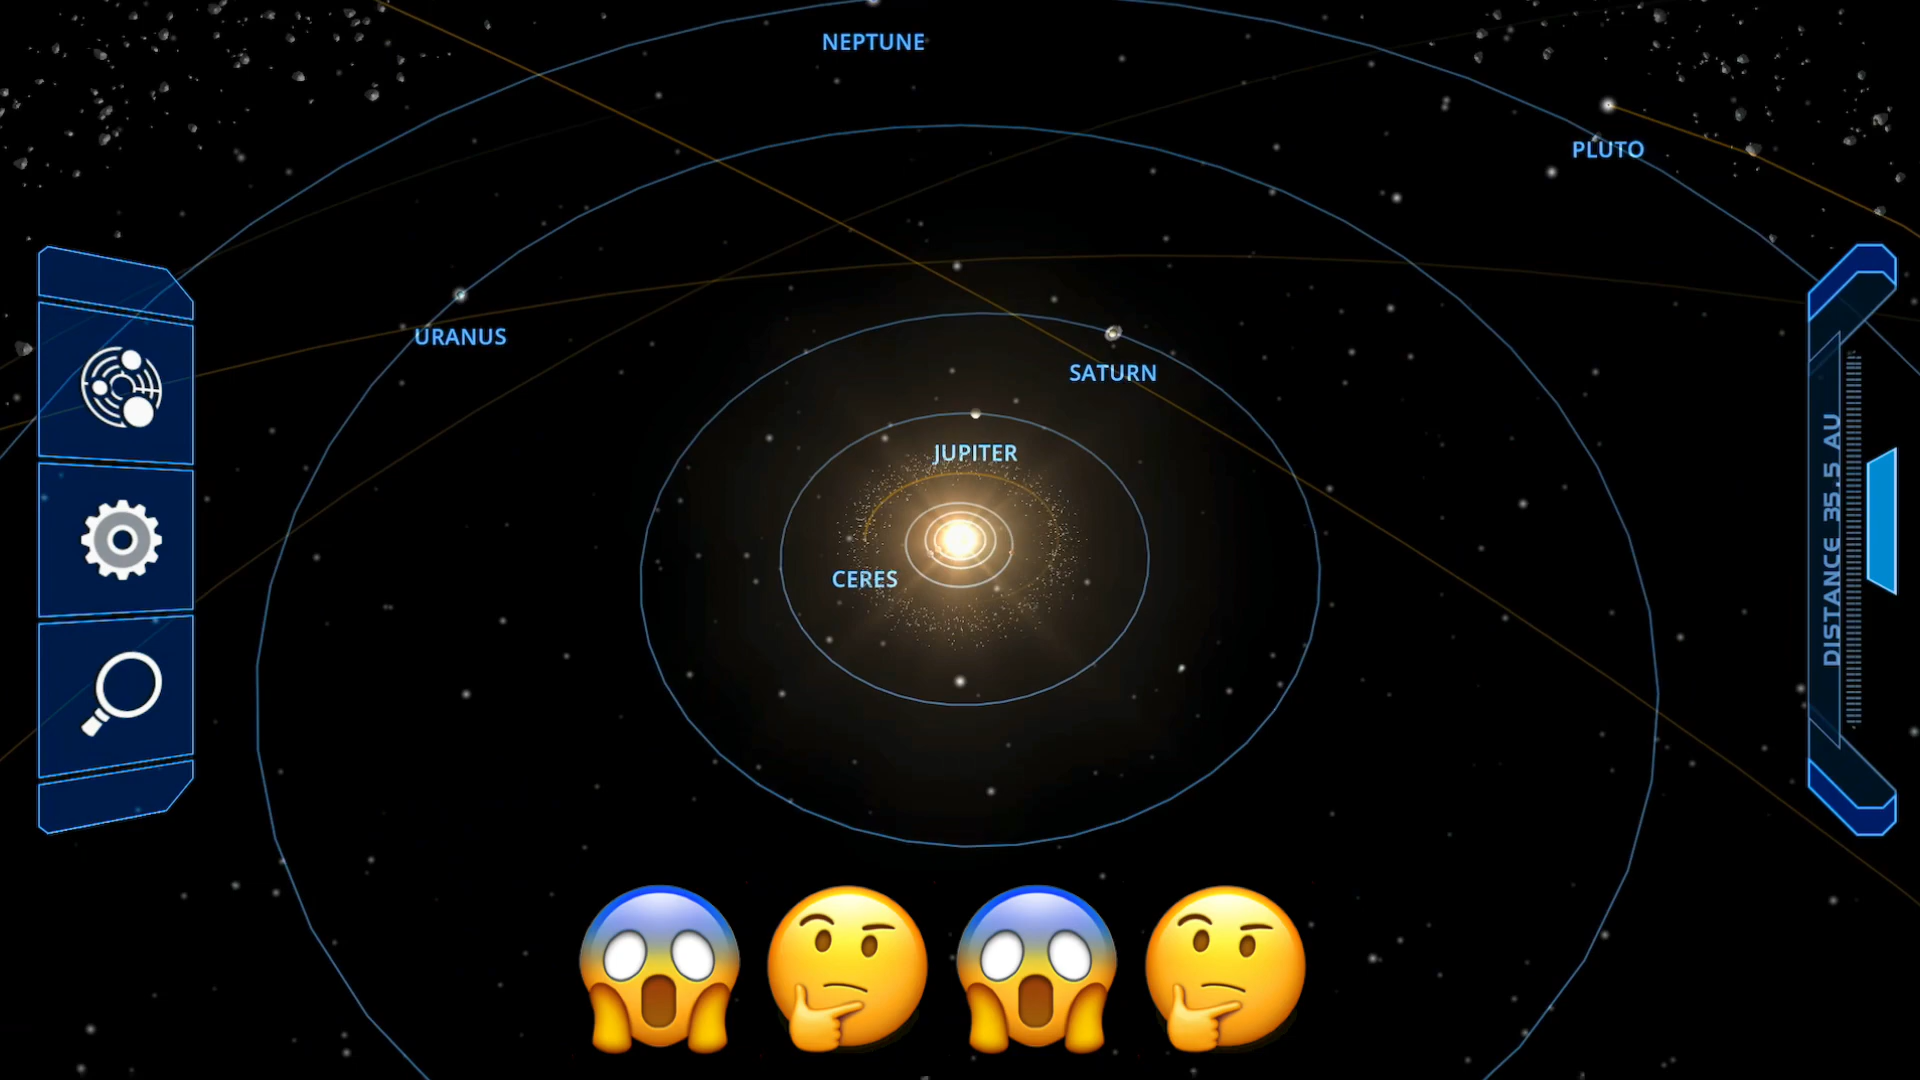 NEPTUNE
PLUTO
URANUS
SATURN
JUPITER
CERES
DISTANCE 35.5 AU